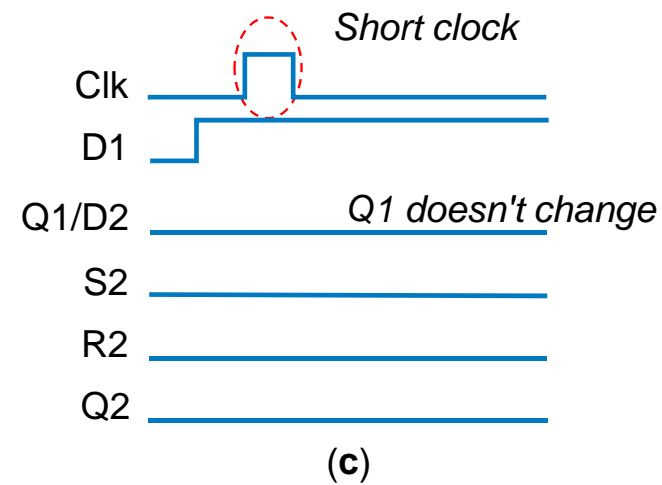 Short clock
Clk
D1
Q1/D2 Q1 doesn't change
S2
R2
Q2
(c)